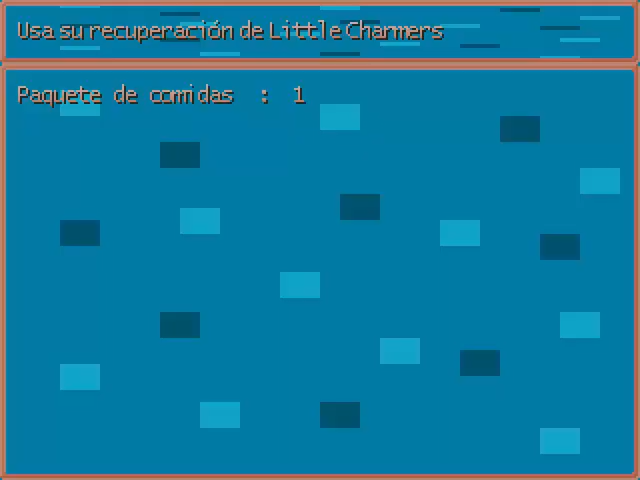 Usa su recuperación de Little Charmers
Paquete de comidas : 1